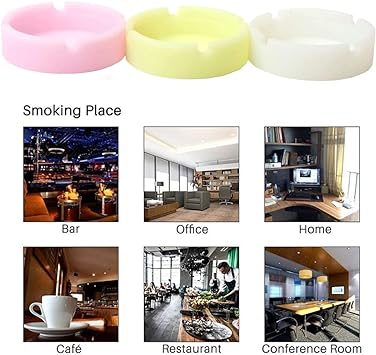 Smoking Place
Bar
Office
Home
Café
Restaurant
Conference Room